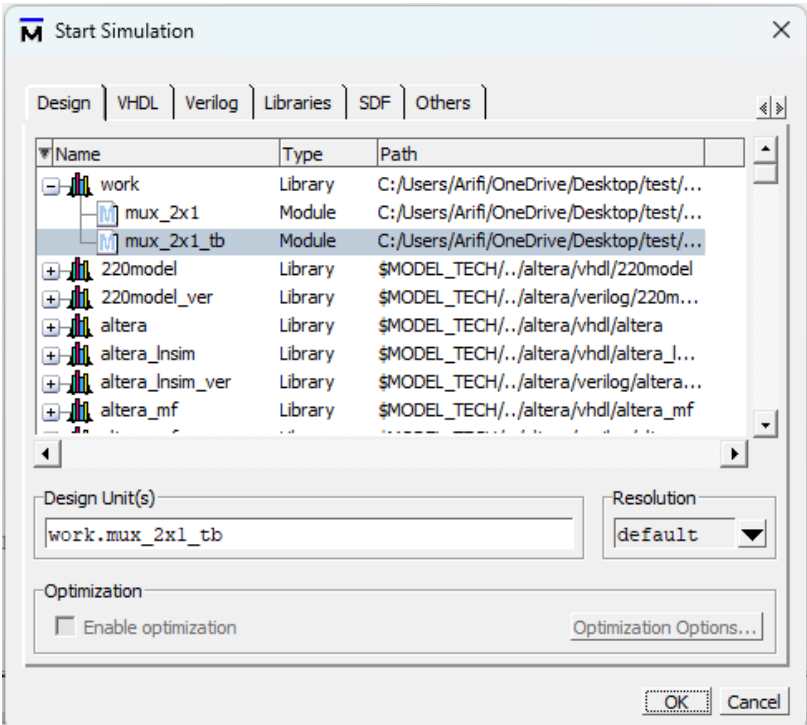 M Start Simulation
Design VHDL Verilog Libraries SDF Others
Name Type Path
work Library C:/Users/Arifi/OneDrive/Desktop/test/...
M mux_2x1 Module C:/Users/Arifi/OneDrive/Desktop/test/...
M mux_2x1_tb Module C:/Users/Arifi/OneDrive/Desktop/test/...
220model Library $MODEL_TECH/../altera/vhdl/220model
220model_ver Library $MODEL_TECH/../altera/verilog/220m...
altera Library $MODEL_TECH/../altera/vhdl/altera
altera_lnsim Library $MODEL_TECH/../altera/vhdl/altera_l...
altera_lnsim_ver Library $MODEL_TECH/../altera/verilog/altera...
altera_mf Library $MODEL_TECH/../altera/vhdl/altera_mf
Design Unit(s) Resolution
work.mux_2x1_tb default
Optimization
Enable optimization Optimization Options...
OK Cancel